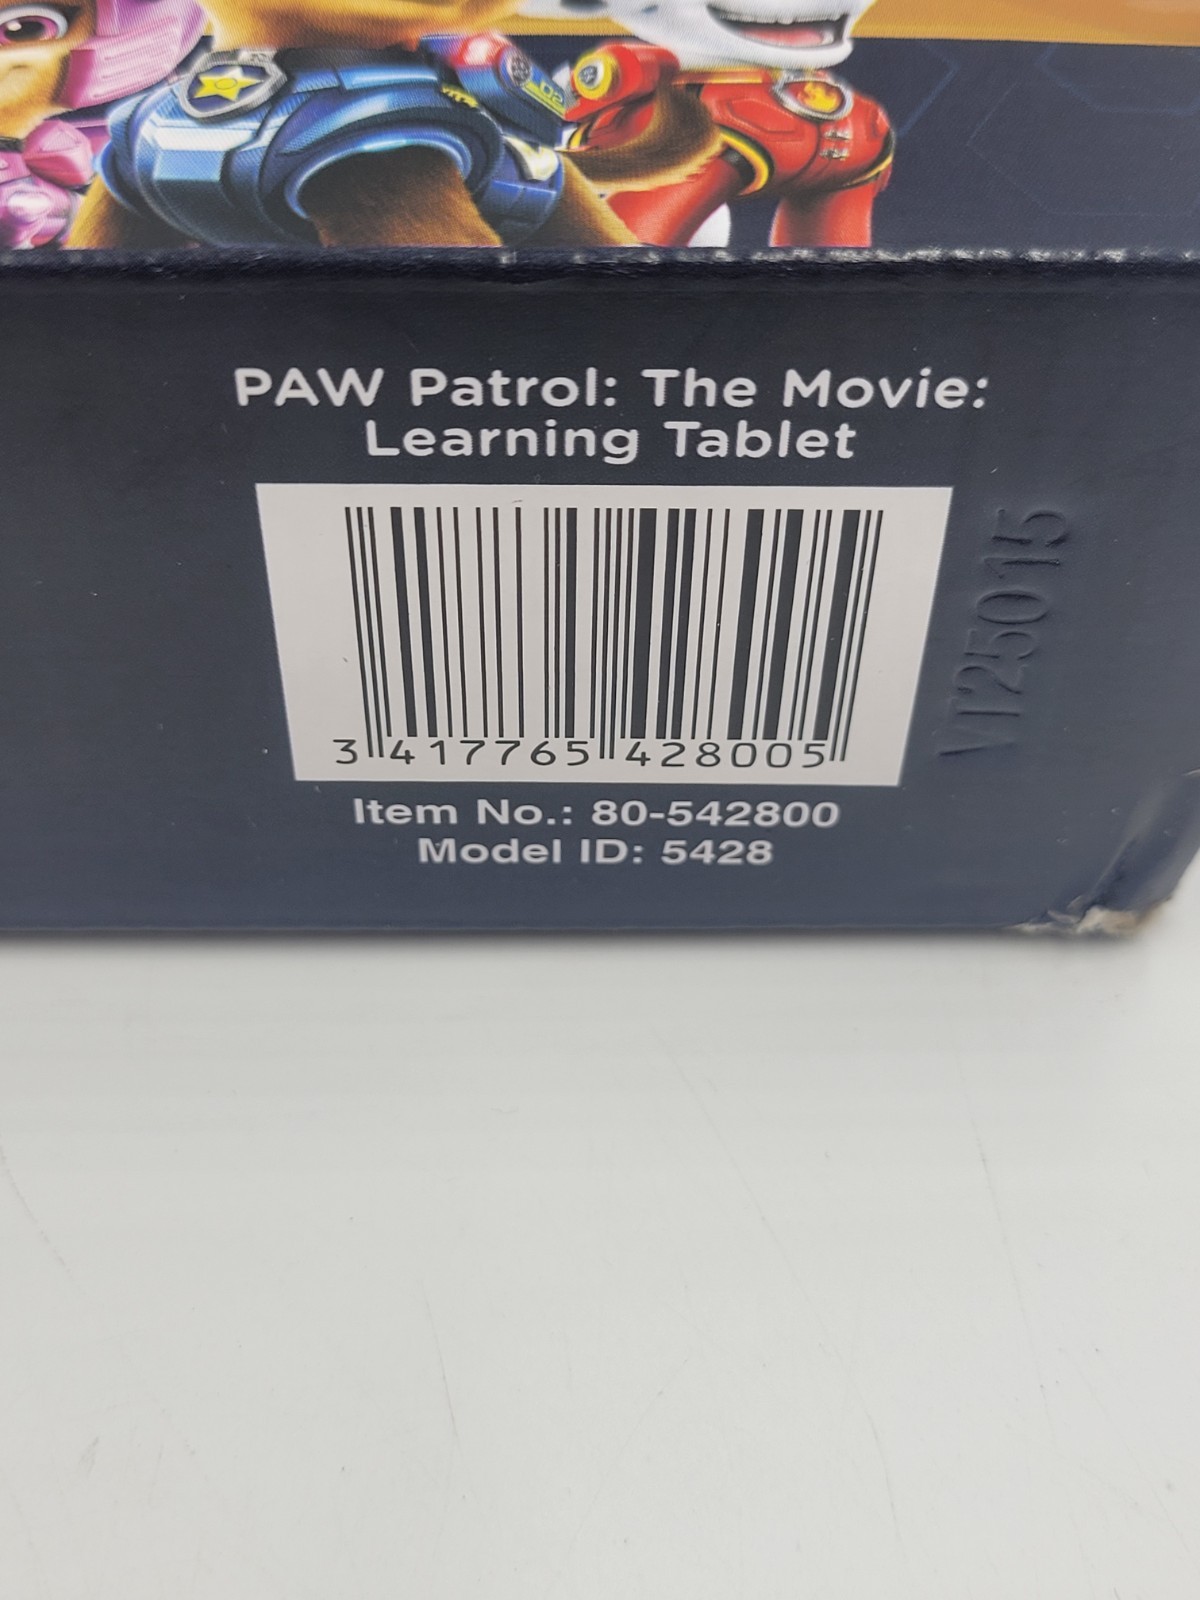 PAW Patrol: The Movie:
Learning Tablet
3 417765 428005
Item No.: 80-542800
Model ID: 5428
VT25015